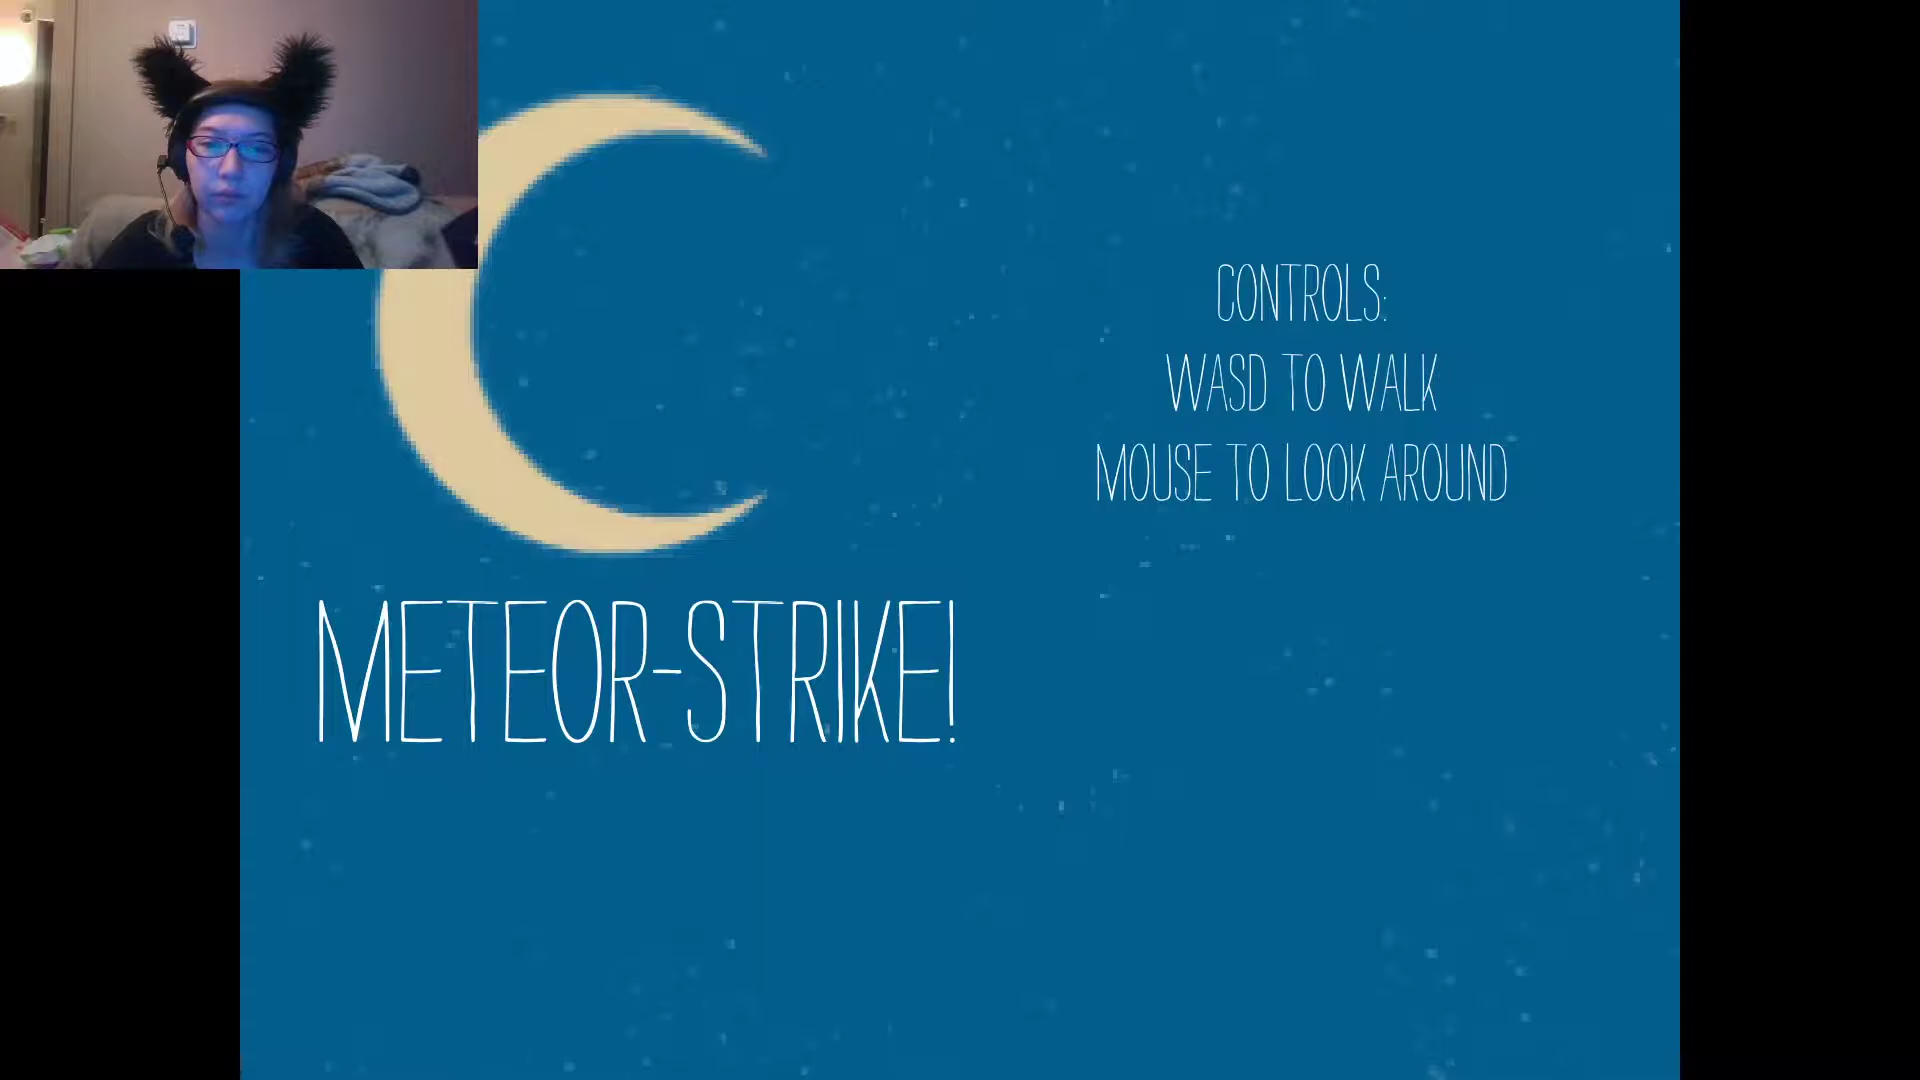 CONTROLS:
WASD TO WALK
MOUSE TO LOOK AROUND
METEOR-STRIKE!